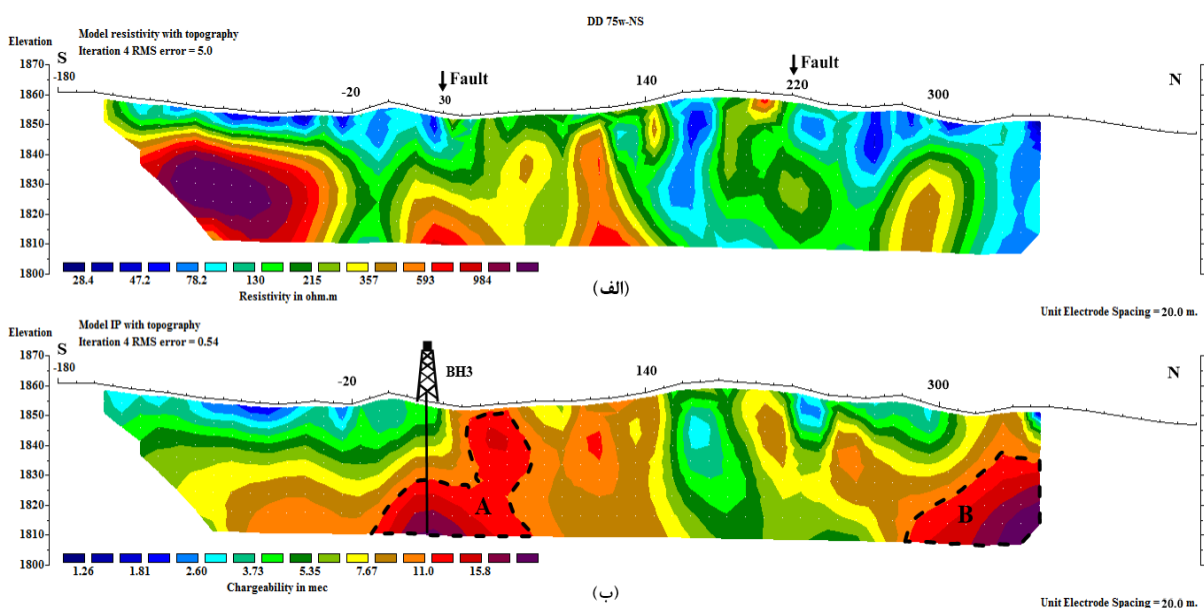 DD 75w-NS
Model resistivity with topography
Elevation
Iteration 4 RMS error = 5.0
S
N
1870
1860
1850
1840
1830
1820
1810
1800
-180
-20
30
140
220
300
Fault
Fault
28.4 47.2 78.2 130 215 357 593 984
Resistivity in ohm.m
(الف)
Unit Electrode Spacing = 20.0 m.
Model IP with topography
Elevation
Iteration 4 RMS error = 0.54
S
N
1870
1860
1850
1840
1830
1820
1810
1800
-180
-20
140
300
BH3
A
B
1.26 1.81 2.60 3.73 5.35 7.67 11.0 15.8
Chargeability in mec
(ب)
Unit Electrode Spacing = 20.0 m.